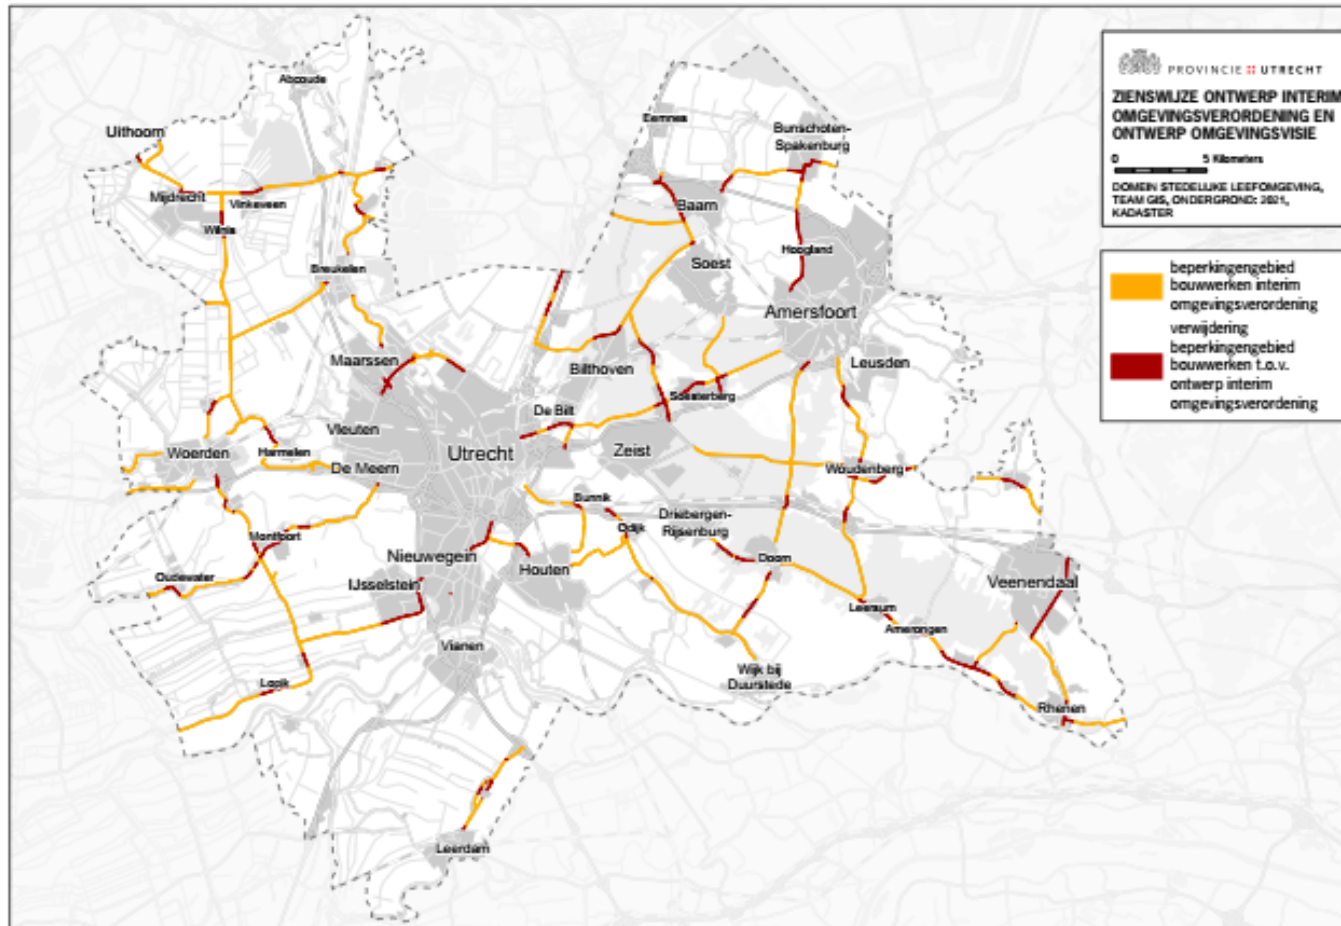 PROVINCIE UTRECHT
ZIENSWIJZE ONTWERP INTERIM
OMGEVINGSVERORDENING EN
ONTWERP OMGEVINGSVISIE
0 5 Kilometers
DOMEIN STEDELIJKE LEEFOMGEVING,
TEAM GIS, ONDERGROND: 2021,
KADASTER
beperkingengebied
bouwwerken interim
omgevingsverordening
verwijdering
beperkingengebied
bouwwerken t.o.v.
ontwerp interim
omgevingsverordening
Abcoude
Uithoorn
Eemnes
Bunschoten-
Spakenburg
Mijdrecht
Vinkeveen
Baarn
Wilnis
Hoogland
Breukelen
Soest
Amersfoort
Maarssen
Bilthoven
Leusden
Soesterberg
De Bilt
Vleuten
Woerden
Harmelen
Utrecht
Zeist
De Meern
Woudenberg
Bunnik
Driebergen-
Rijsenburg
Odijk
Montfoort
Nieuwegein
Doorn
Houten
Oudewater
IJsselstein
Veenendaal
Leersum
Amerongen
Vianen
Wijk bij
Duurstede
Lopik
Rhenen
Leerdam